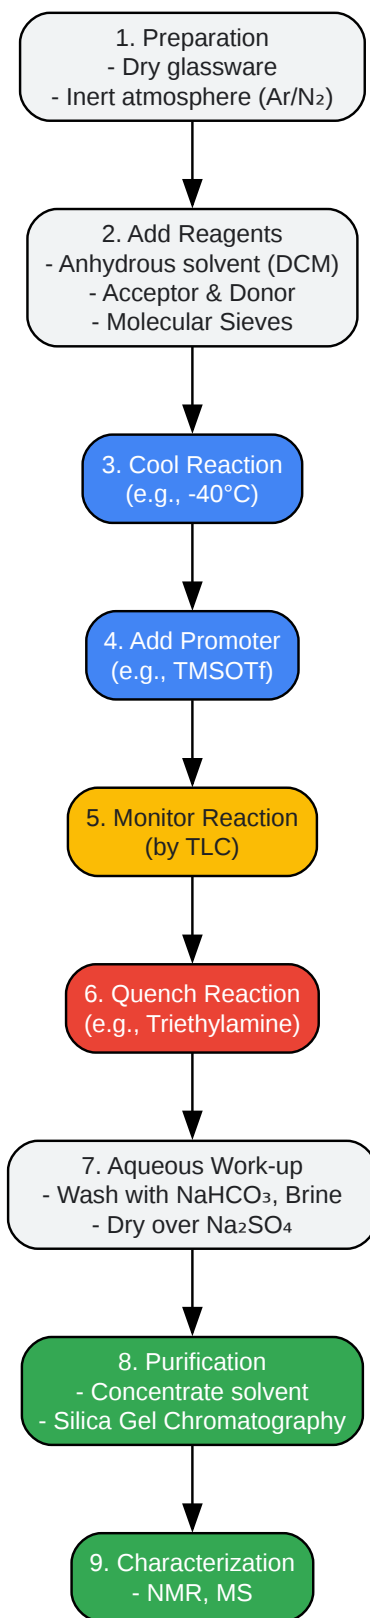 1. Preparation
- Dry glassware
- Inert atmosphere (Ar/N₂)
2. Add Reagents
- Anhydrous solvent (DCM)
- Acceptor & Donor
- Molecular Sieves
3. Cool Reaction
(e.g., -40°C)
4. Add Promoter
(e.g., TMSOTf)
5. Monitor Reaction
(by TLC)
6. Quench Reaction
(e.g., Triethylamine)
7. Aqueous Work-up
- Wash with NaHCO₃, Brine
- Dry over Na₂SO₄
8. Purification
- Concentrate solvent
- Silica Gel Chromatography
9. Characterization
- NMR, MS